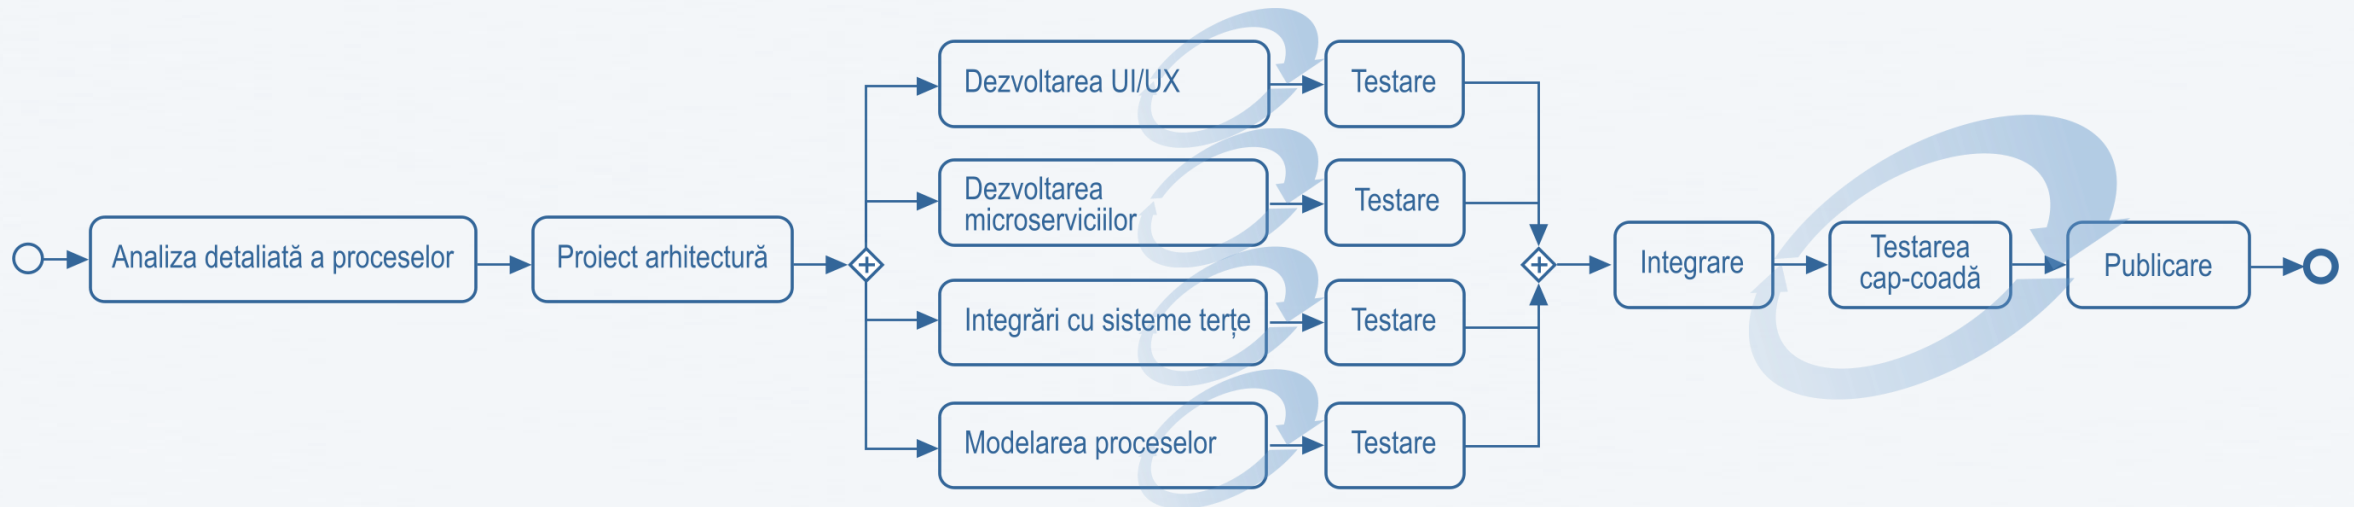 Analiza detaliată a proceselor
Proiect arhitectură
Dezvoltarea UI/UX
Testare
Dezvoltarea
microserviciilor
Testare
Integrări cu sisteme terțe
Testare
Modelarea proceselor
Testare
Integrare
Testarea
cap-coadă
Publicare